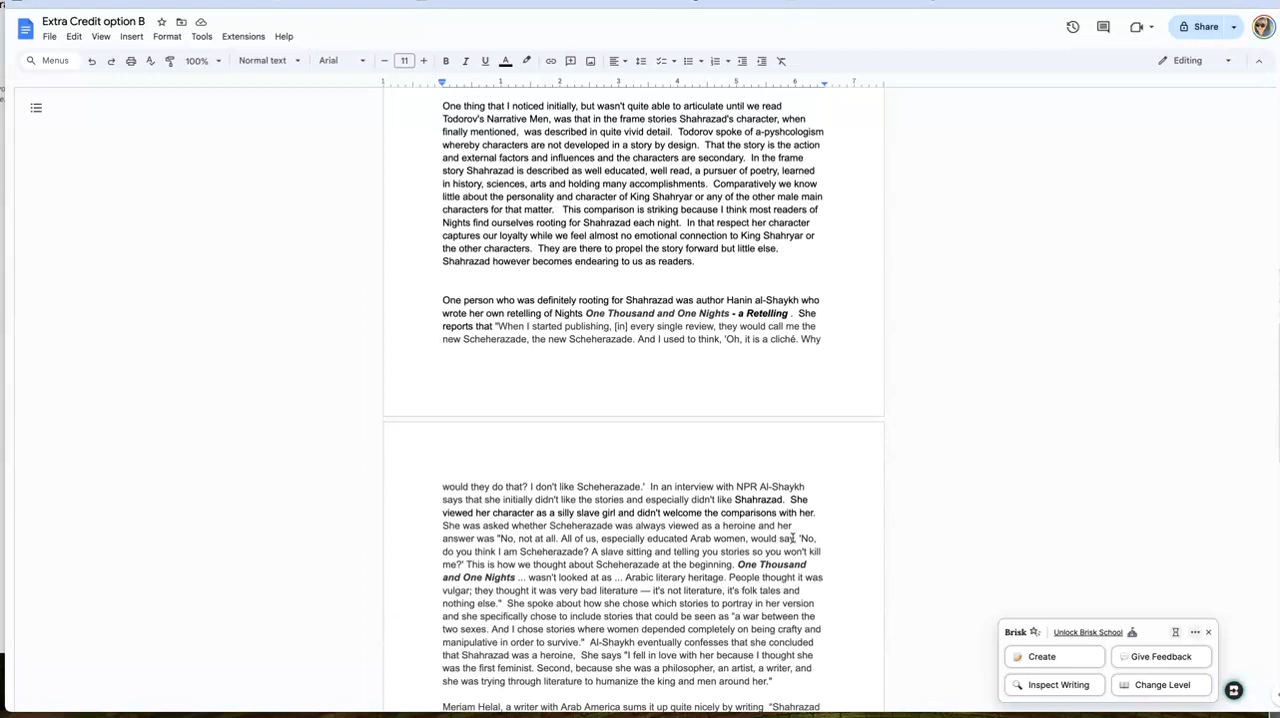 Extra Credit option B
File Edit View Insert Format Tools Extensions Help
Share
Menus 100% Normal text Arial 11 B I U A Editing
1 1 2 3 4 5 6 7
One thing that I noticed initially, but wasn't quite able to articulate until we read
Todorov's Narrative Men, was that in the frame stories Shahrazad's character, when
finally mentioned, was described in quite vivid detail. Todorov spoke of a-pyshcologism
whereby characters are not developed in a story by design. That the story is the action
and external factors and influences and the characters are secondary. In the frame
story Shahrazad is described as well educated, well read, a pursuer of poetry, learned
in history, sciences, arts and holding many accomplishments. Comparatively we know
little about the personality and character of King Shahryar or any of the other male main
characters for that matter. This comparison is striking because I think most readers of
Nights find ourselves rooting for Shahrazad each night. In that respect her character
captures our loyalty while we feel almost no emotional connection to King Shahryar or
the other characters. They are there to propel the story forward but little else.
Shahrazad however becomes endearing to us as readers.
One person who was definitely rooting for Shahrazad was author Hanin al-Shaykh who
wrote her own retelling of Nights One Thousand and One Nights - a Retelling . She
reports that "When I started publishing, [in] every single review, they would call me the
new Scheherazade, the new Scheherazade. And I used to think, 'Oh, it is a cliché. Why
would they do that? I don't like Scheherazade.' In an interview with NPR Al-Shaykh
says that she initially didn't like the stories and especially didn't like Shahrazad. She
viewed her character as a silly slave girl and didn't welcome the comparisons with her.
She was asked whether Scheherazade was always viewed as a heroine and her
answer was "No, not at all. All of us, especially educated Arab women, would say 'No,
do you think I am Scheherazade? A slave sitting and telling you stories so you won't kill
me?' This is how we thought about Scheherazade at the beginning. One Thousand
and One Nights ... wasn't looked at as ... Arabic literary heritage. People thought it was
vulgar; they thought it was very bad literature — it's not literature, it's folk tales and
nothing else." She spoke about how she chose which stories to portray in her version
and she specifically chose to include stories that could be seen as "a war between the
two sexes. And I chose stories where women depended completely on being crafty and
manipulative in order to survive." Al-Shaykh eventually confesses that she concluded
that Shahrazad was a heroine, She says "I fell in love with her because I thought she
was the first feminist. Second, because she was a philosopher, an artist, a writer, and
she was trying through literature to humanize the king and men around her."
Meriam Helal, a writer with Arab America sums it up quite nicely by writing "Shahrazad
Brisk Unlock Brisk School
Create Give Feedback
Inspect Writing Change Level